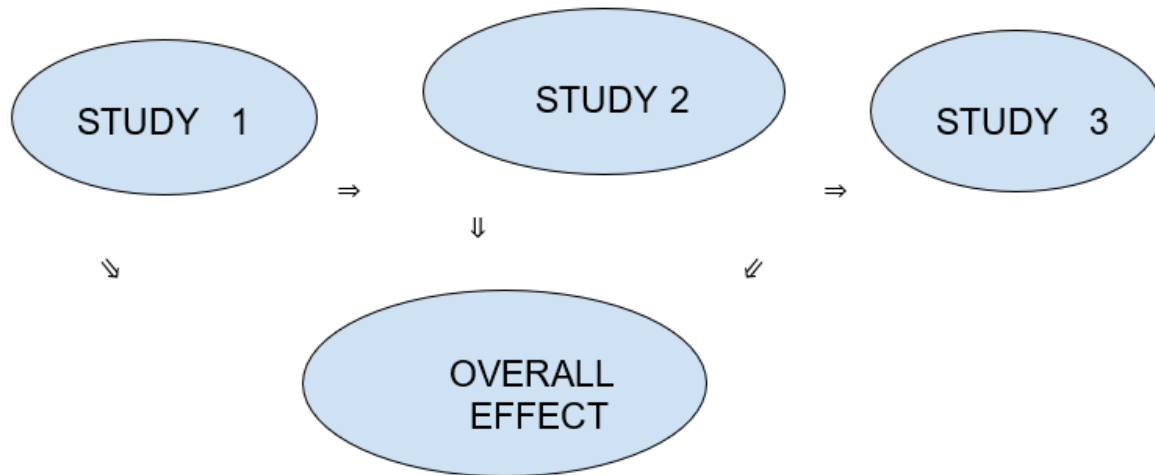 STUDY 1
STUDY 2
STUDY 3
⇒
⇒
⇓
⇘
⇙
OVERALL
EFFECT